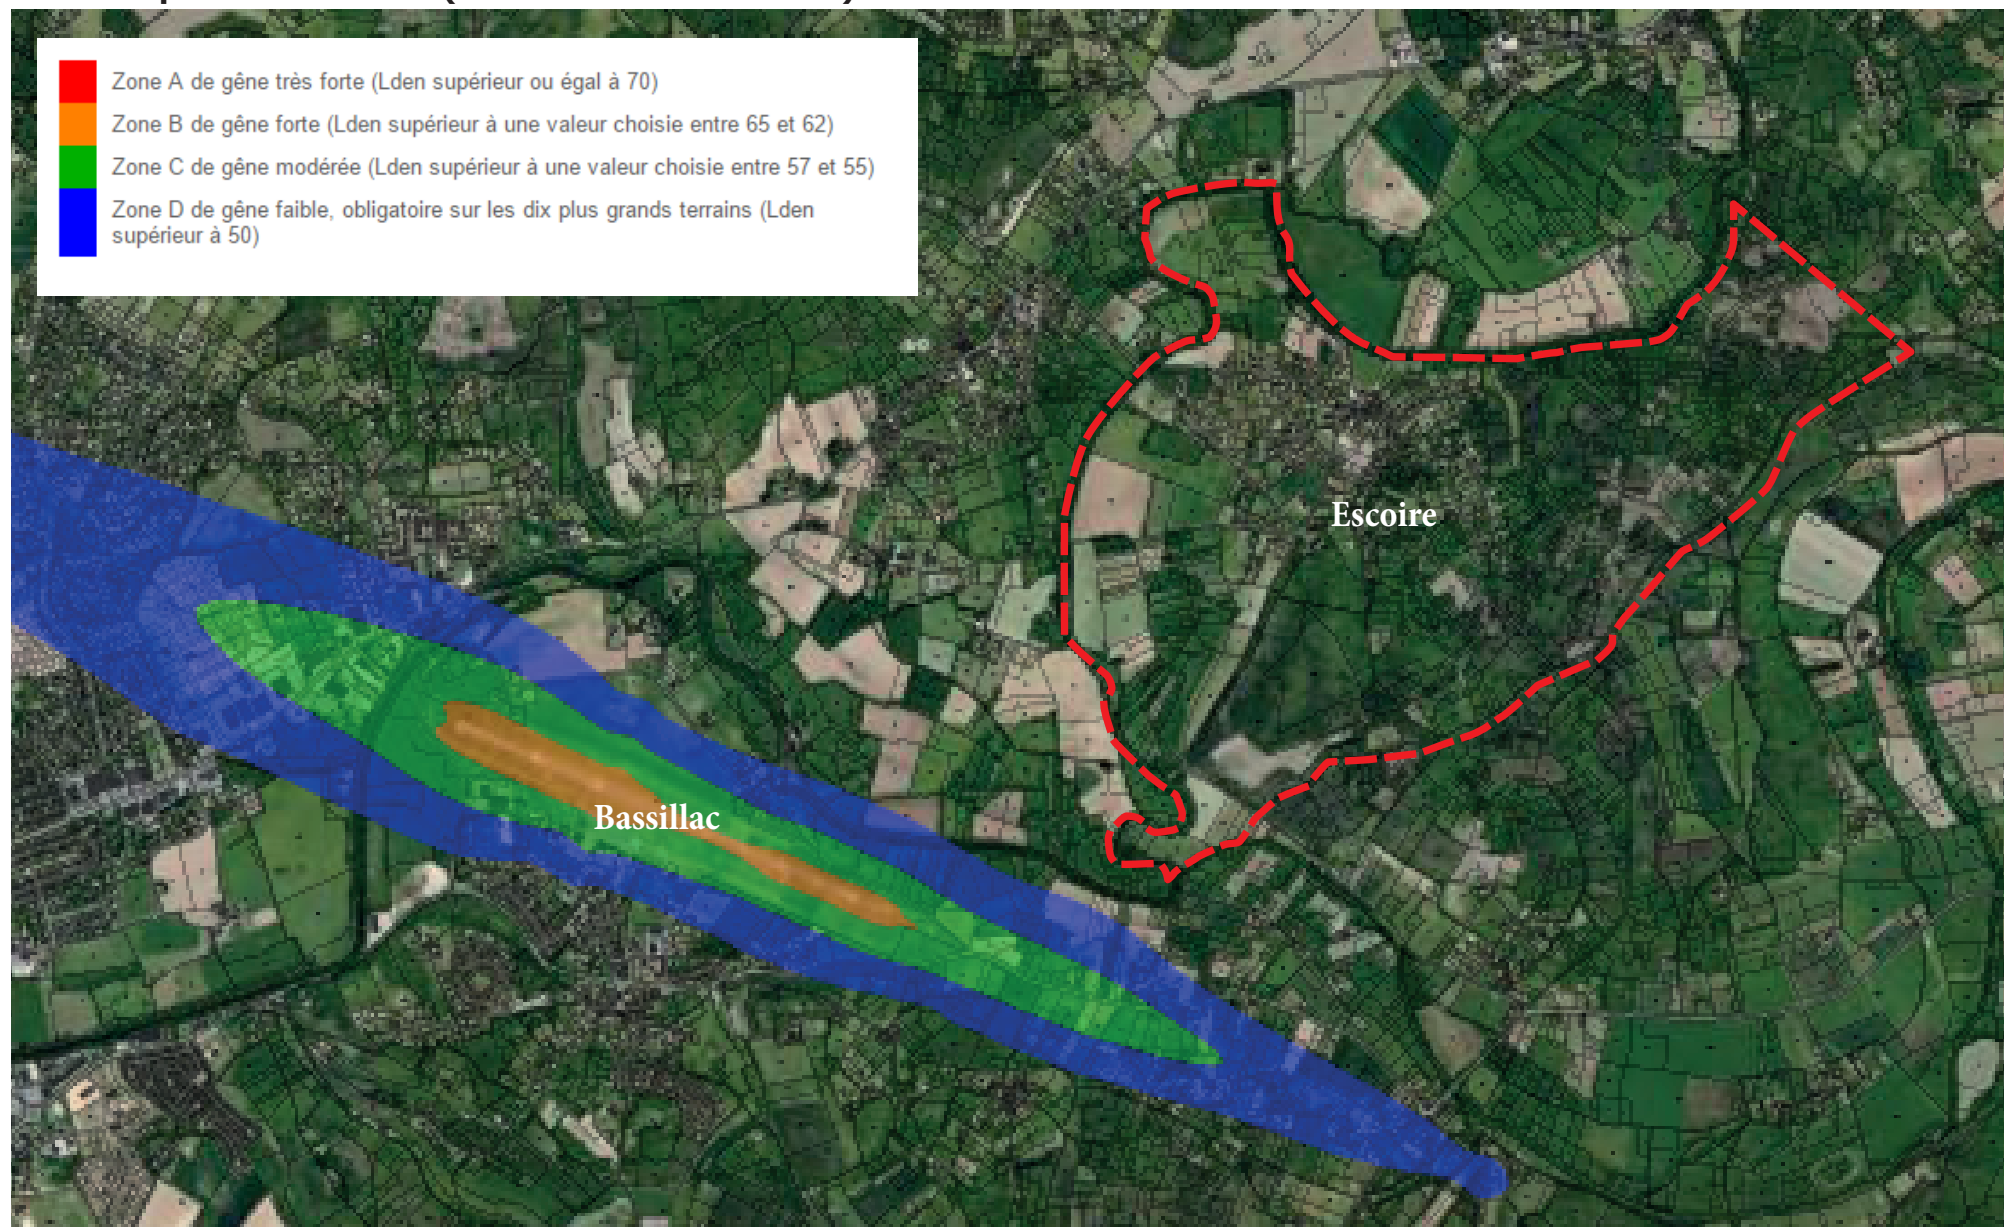 Zone A de gêne très forte (Lden supérieur ou égal à 70)
Zone B de gêne forte (Lden supérieur à une valeur choisie entre 65 et 62)
Zone C de gêne modérée (Lden supérieur à une valeur choisie entre 57 et 55)
Zone D de gêne faible, obligatoire sur les dix plus grands terrains (Lden
supérieur à 50)
Escoire
Bassillac